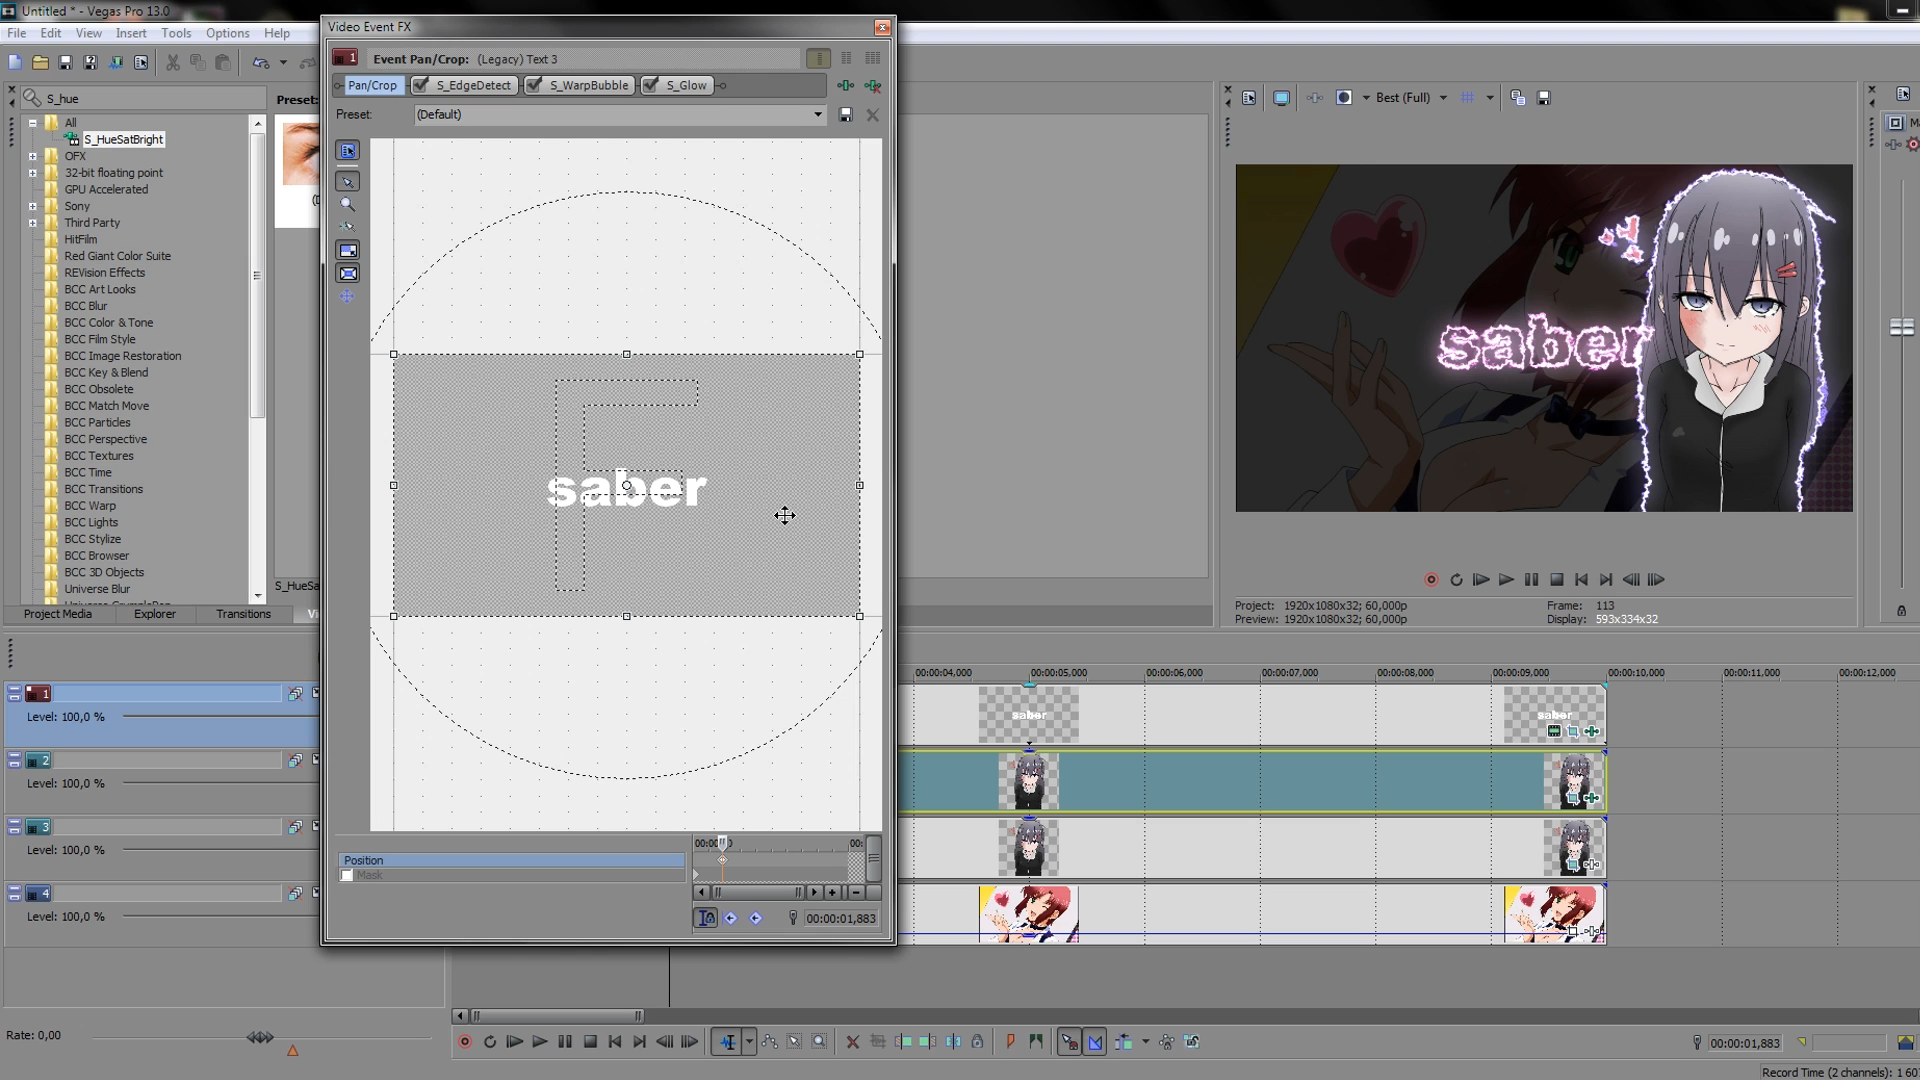 Untitled * - Vegas Pro 13.0
File Edit View Insert Tools Options Help
S_hue
Preset:
All
S_HueSatBright
OFX
32-bit floating point
GPU Accelerated
Sony
Third Party
HitFilm
Red Giant Color Suite
REVision Effects
BCC Art Looks
BCC Blur
BCC Color & Tone
BCC Film Style
BCC Image Restoration
BCC Key & Blend
BCC Obsolete
BCC Match Move
BCC Particles
BCC Perspective
BCC Textures
BCC Time
BCC Transitions
BCC Warp
BCC Lights
BCC Stylize
BCC Browser
BCC 3D Objects
Universe Blur
S_HueSa
Project Media Explorer Transitions Vi
Video Event FX
1 Event Pan/Crop: (Legacy) Text 3
Pan/Crop S_EdgeDetect S_WarpBubble S_Glow
Preset: (Default)
saber
Position
Mask
00:00:01,883
Best (Full)
saber
Project: 1920x1080x32; 60,000p
Preview: 1920x1080x32; 60,000p
Frame: 113
Display: 593x334x32
00:00:04,000 00:00:05,000 00:00:06,000 00:00:07,000 00:00:08,000 00:00:09,000 00:00:10,000 00:00:11,000 00:00:12,000
1
Level: 100,0 %
saber saber
2
Level: 100,0 %
3
Level: 100,0 %
4
Level: 100,0 %
Rate: 0,00
00:00:01,883
Record Time (2 channels): 1 60